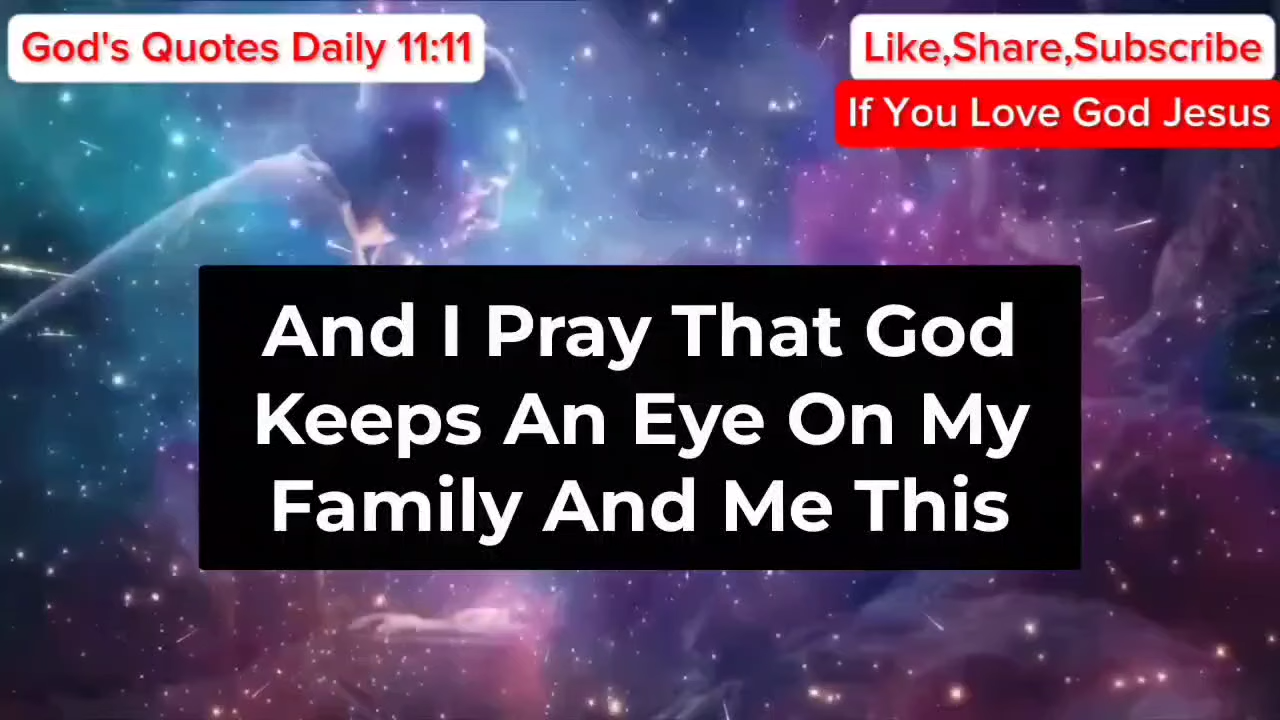 God's Quotes Daily 11:11
Like,Share,Subscribe
If You Love God Jesus
And I Pray That God
Keeps An Eye On My
Family And Me This